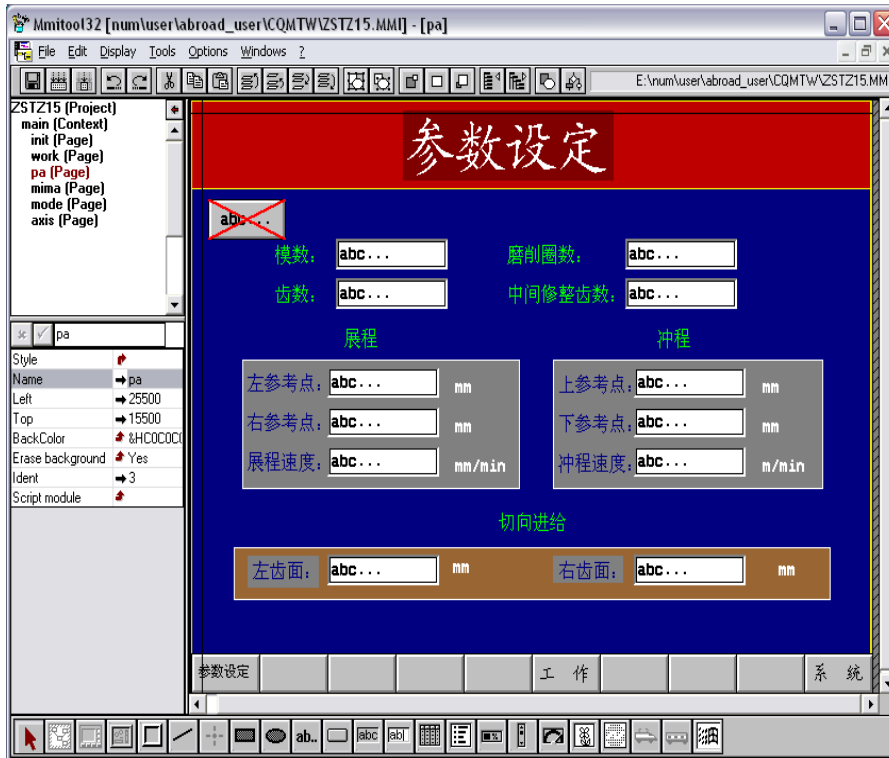 Mmitool32 [num\user\abroad_user\CQMTW\ZSTZ15.MMI] - [pa]
File Edit Display Tools Options Windows ?
E:\num\user\abroad_user\CQMTW\ZSTZ15.MM
ZSTZ15 (Project)
main (Context)
init (Page)
work (Page)
pa (Page)
mima (Page)
mode (Page)
axis (Page)
pa
Style
Name pa
Left 25500
Top 15500
BackColor &HC0C0C(
Erase background Yes
Ident 3
Script module
参数设定
abc...
模数: abc... 磨削圈数: abc...
齿数: abc... 中间修整齿数: abc...
展程 冲程
左参考点: abc... mm 上参考点: abc... mm
右参考点: abc... mm 下参考点: abc... mm
展程速度: abc... mm/min 冲程速度: abc... m/min
切向进给
左齿面: abc... mm 右齿面: abc... mm
参数设定 工 作 系 统
ab.. abc ab